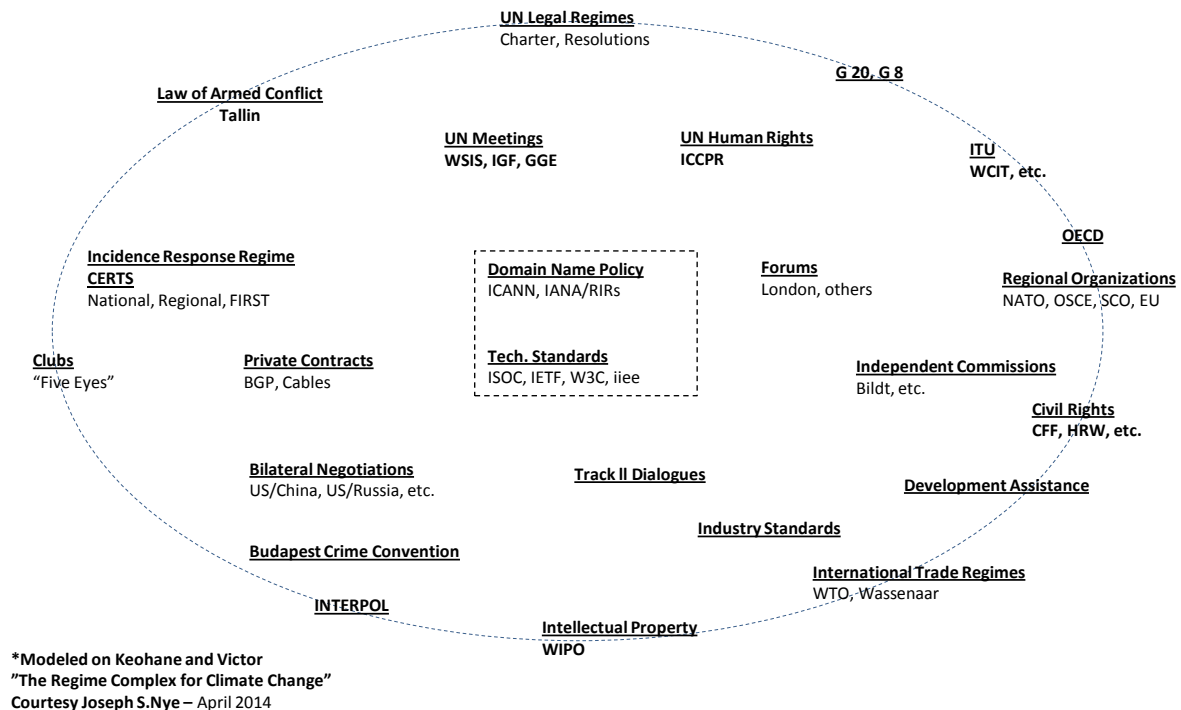 UN Legal Regimes
Charter, Resolutions
G 20, G 8
Law of Armed Conflict
Tallin
UN Meetings
WSIS, IGF, GGE
UN Human Rights
ICCPR
ITU
WCIT, etc.
OECD
Incidence Response Regime
CERTS
National, Regional, FIRST
Domain Name Policy
ICANN, IANA/RIRs
Forums
London, others
Regional Organizations
NATO, OSCE, SCO, EU
Clubs
“Five Eyes”
Private Contracts
BGP, Cables
Tech. Standards
ISOC, IETF, W3C, iiee
Independent Commissions
Bildt, etc.
Civil Rights
CFF, HRW, etc.
Bilateral Negotiations
US/China, US/Russia, etc.
Track ll Dialogues
Development Assistance
Industry Standards
Budapest Crime Convention
International Trade Regimes
WTO, Wassenaar
INTERPOL
Intellectual Property
WIPO
*Modeled on Keohane and Victor
”The Regime Complex for Climate Change”
Courtesy Joseph S.Nye – April 2014